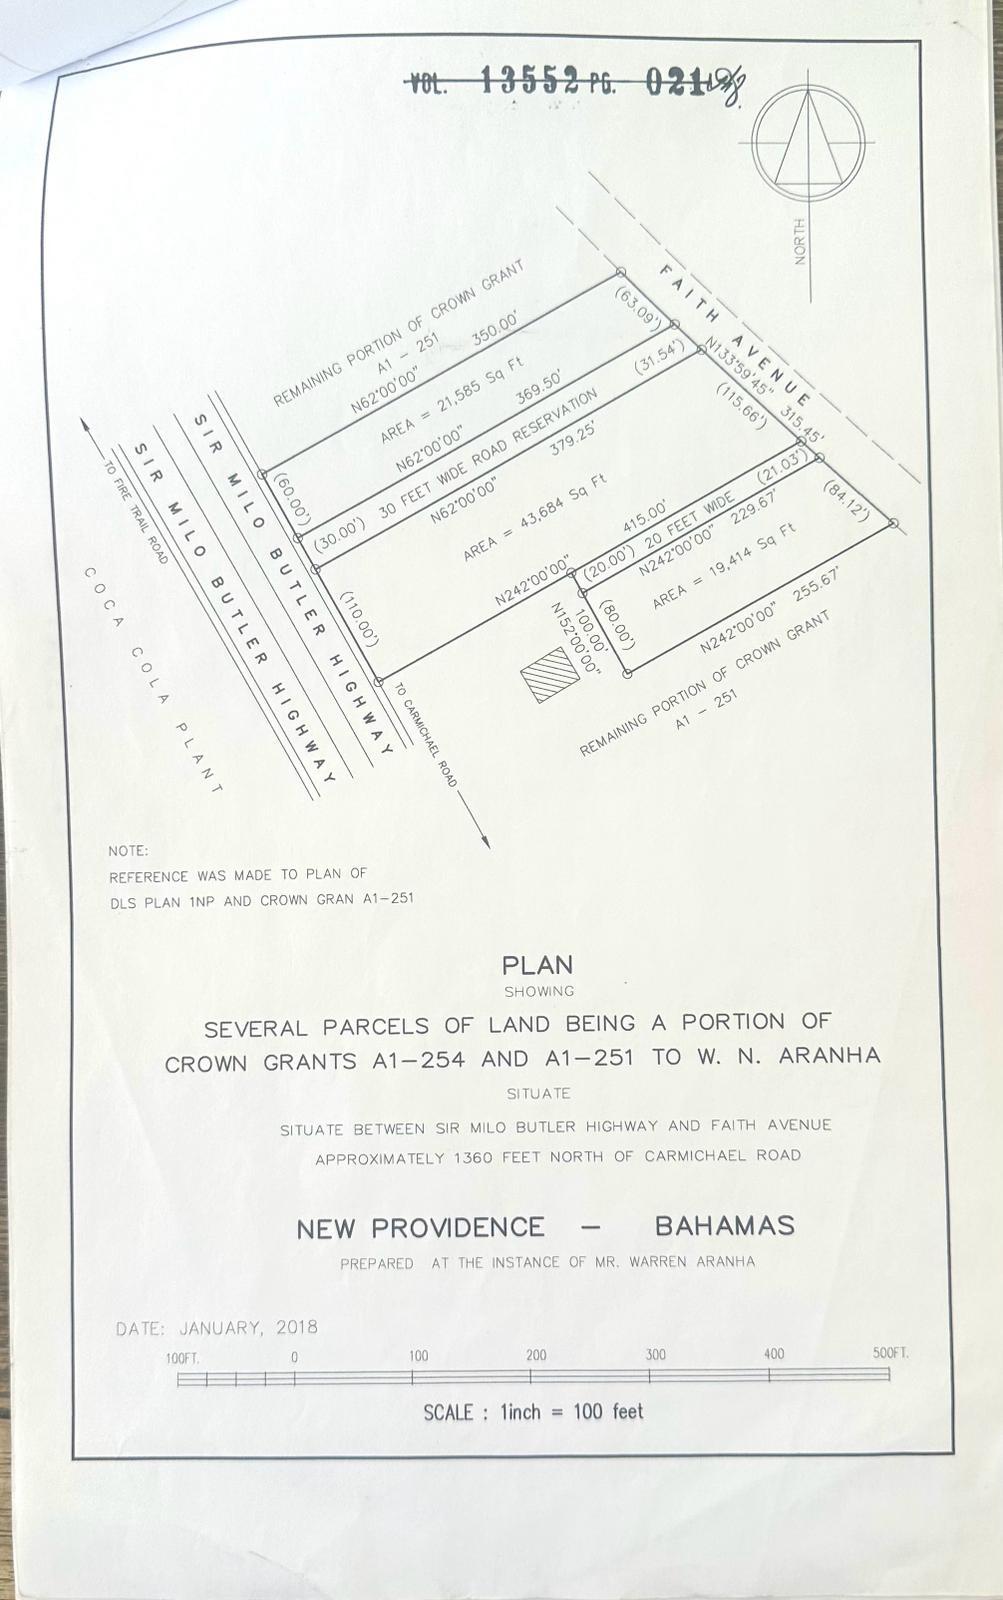 VOL. 13552 PG. 021
NORTH
FAITH AVENUE
REMAINING PORTION OF CROWN GRANT
A1 - 251
N62°00'00" 350.00'
(63.09')
AREA = 21,585 Sq Ft
N62°00'00" 369.50'
(31.54')
30 FEET WIDE ROAD RESERVATION
(60.00')
(30.00')
N62°00'00" 379.25'
N133°59'45" 315.45'
(115.66')
AREA = 43,684 Sq Ft
(110.00')
N242°00'00" 415.00'
(21.03')
(20.00') 20 FEET WIDE
N242°00'00" 229.67'
(84.12')
AREA = 19,414 Sq Ft
(80.00')
100.00'
N152°00'00"
N242°00'00" 255.67'
REMAINING PORTION OF CROWN GRANT
A1 - 251
SIR MILO BUTLER HIGHWAY
SIR MILO BUTLER HIGHWAY
TO FIRE TRAIL ROAD
COCA COLA PLANT
TO CARMICHAEL ROAD
NOTE:
REFERENCE WAS MADE TO PLAN OF
DLS PLAN 1NP AND CROWN GRAN A1-251
PLAN
SHOWING
SEVERAL PARCELS OF LAND BEING A PORTION OF
CROWN GRANTS A1-254 AND A1-251 TO W. N. ARANHA
SITUATE
SITUATE BETWEEN SIR MILO BUTLER HIGHWAY AND FAITH AVENUE
APPROXIMATELY 1360 FEET NORTH OF CARMICHAEL ROAD
NEW PROVIDENCE - BAHAMAS
PREPARED AT THE INSTANCE OF MR. WARREN ARANHA
DATE: JANUARY, 2018
100FT. 0 100 200 300 400 500FT.
SCALE : 1inch = 100 feet